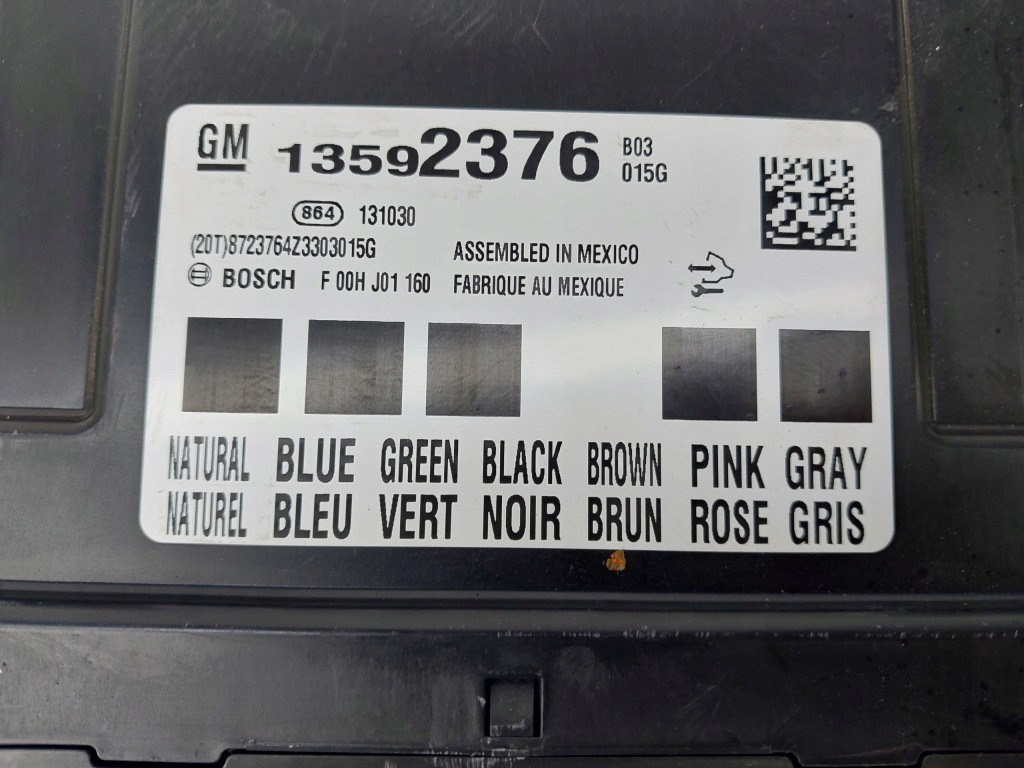 GM 13592376 B03
015G
864 131030
(20T)8723764Z3303015G ASSEMBLED IN MEXICO
BOSCH F 00H J01 160 FABRIQUE AU MEXIQUE
NATURAL BLUE GREEN BLACK BROWN PINK GRAY
NATUREL BLEU VERT NOIR BRUN ROSE GRIS